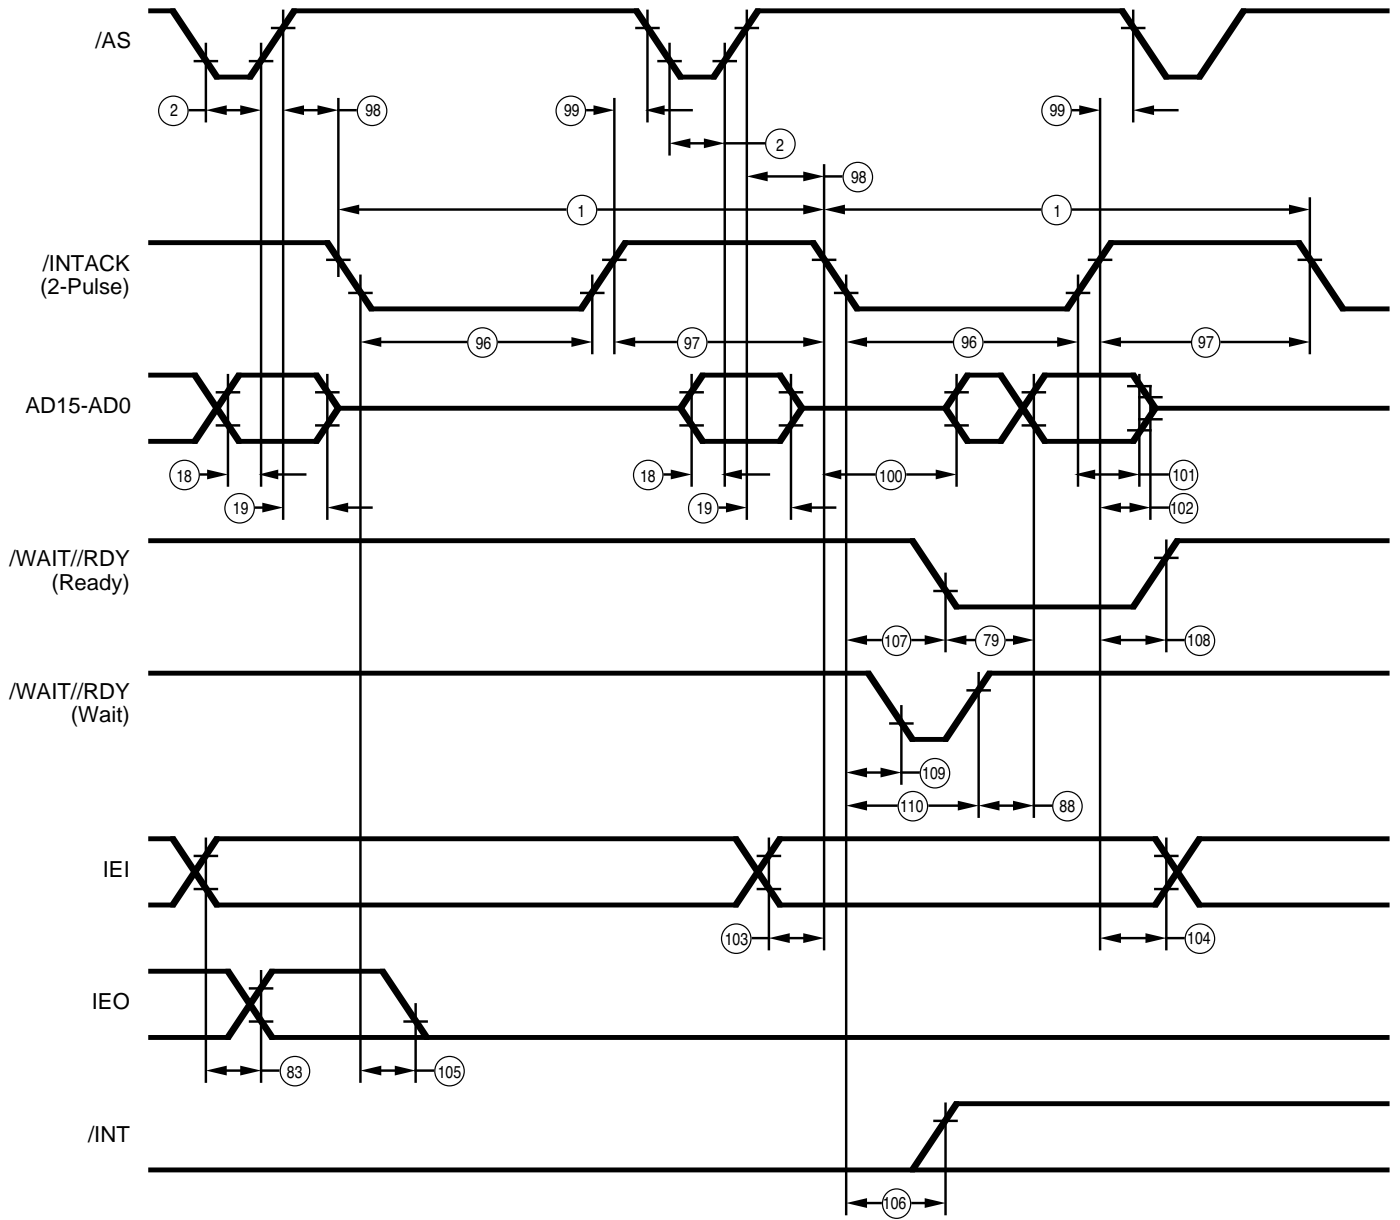 /AS
2
98
99
99
2
98
1
1
/INTACK
(2-Pulse)
96
97
96
97
AD15-AD0
18
18
100
101
19
19
102
/WAIT//RDY
(Ready)
107
79
108
/WAIT//RDY
(Wait)
109
110
88
IEI
103
104
IEO
83
105
/INT
106